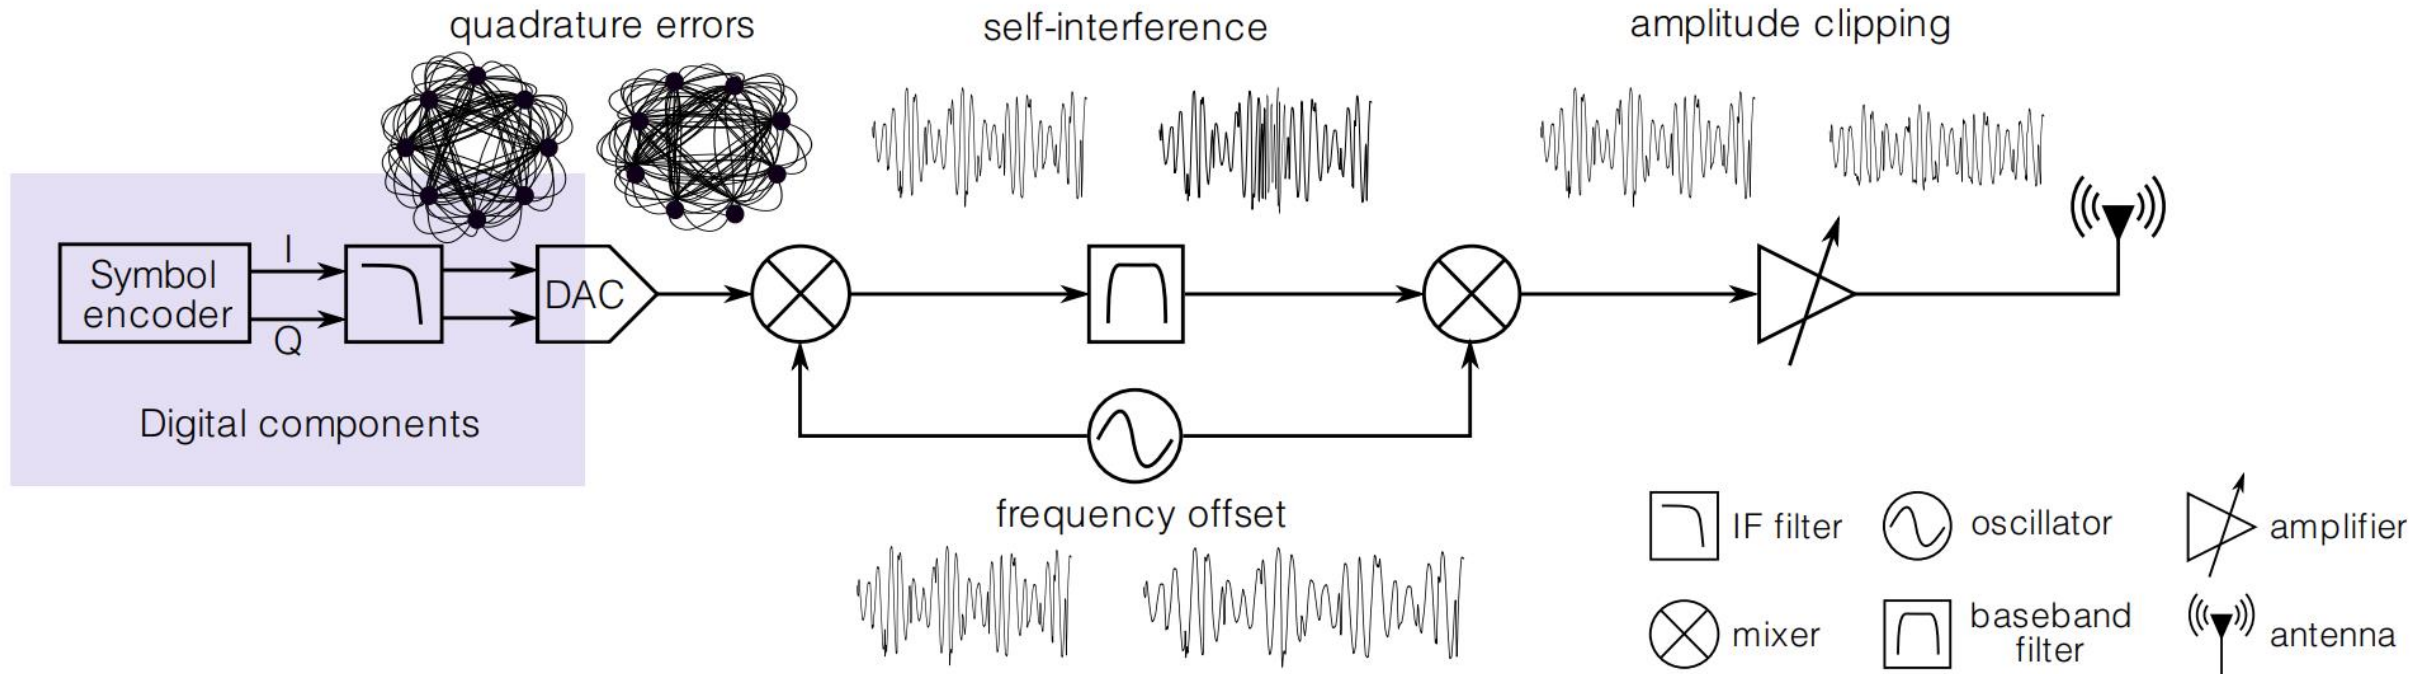 quadrature errors
self-interference
amplitude clipping
I
Symbol
encoder
Q
DAC
Digital components
frequency offset
IF filter
oscillator
amplifier
mixer
baseband
filter
antenna